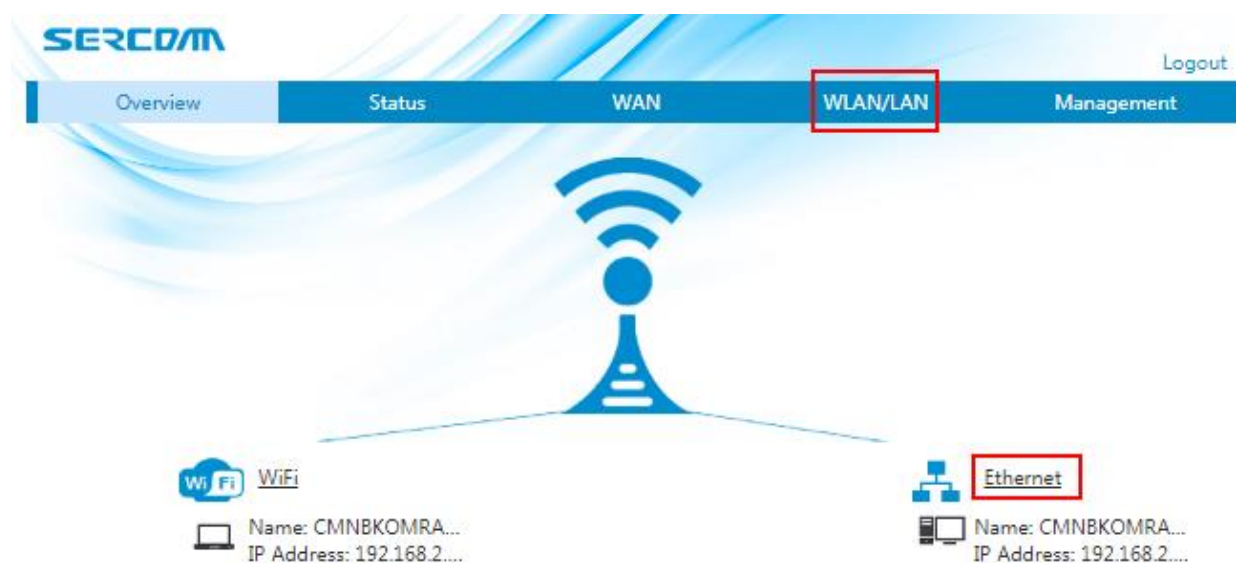 SERCOMM
Logout
Overview Status WAN WLAN/LAN Management
WiFi WiFi Ethernet
Name: CMNBKOMRA... Name: CMNBKOMRA...
IP Address: 192.168.2.... IP Address: 192.168.2....